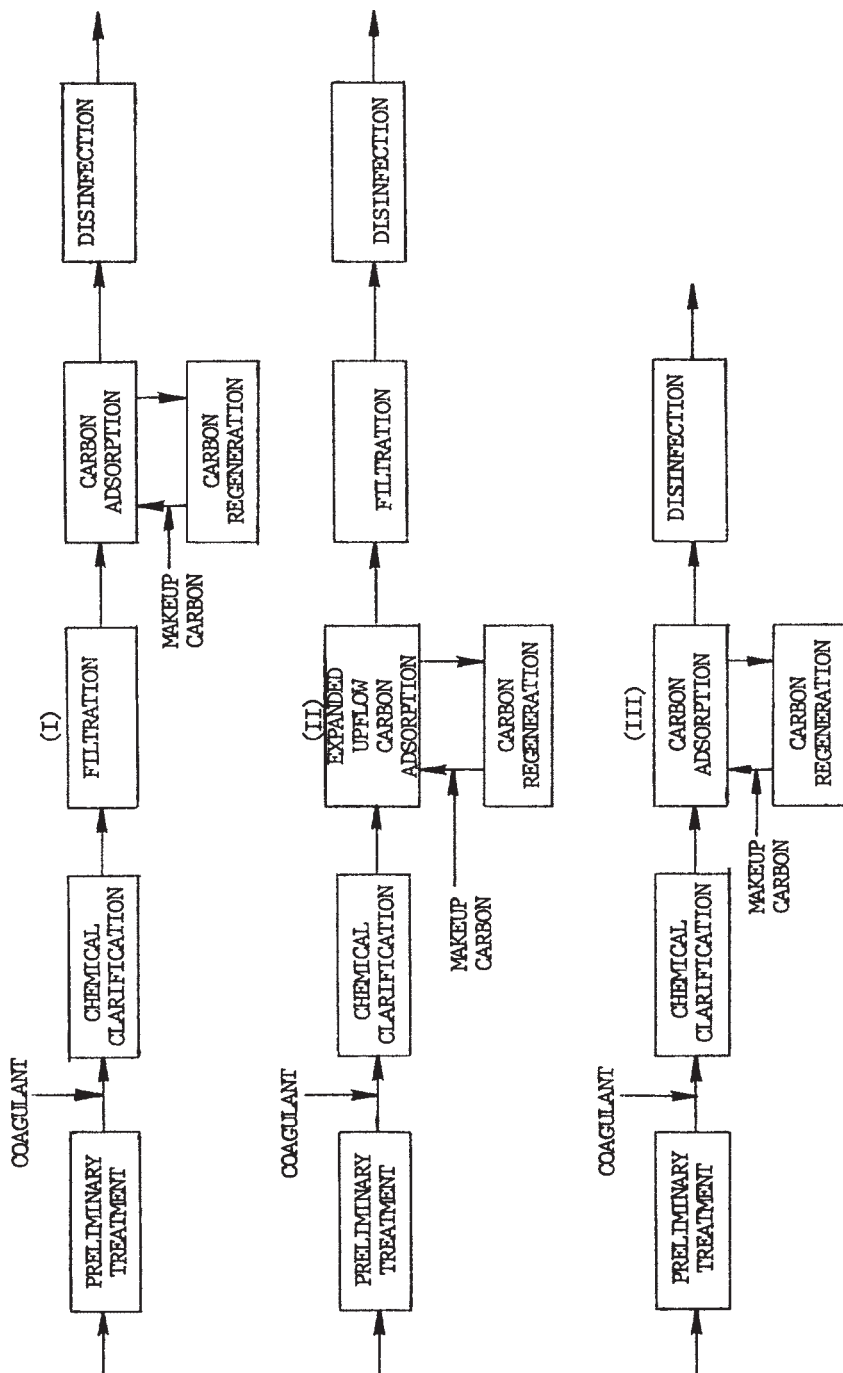 (I)
COAGULANT
PRELIMINARY
TREATMENT
CHEMICAL
CLARIFICATION
FILTRATION
CARBON
ADSORPTION
MAKEUP
CARBON
CARBON
REGENERATION
DISINFECTION
(II)
COAGULANT
PRELIMINARY
TREATMENT
CHEMICAL
CLARIFICATION
EXPANDED
UPFLOW
CARBON
ADSORPTION
MAKEUP
CARBON
CARBON
REGENERATION
FILTRATION
DISINFECTION
(III)
COAGULANT
PRELIMINARY
TREATMENT
CHEMICAL
CLARIFICATION
CARBON
ADSORPTION
MAKEUP
CARBON
CARBON
REGENERATION
DISINFECTION